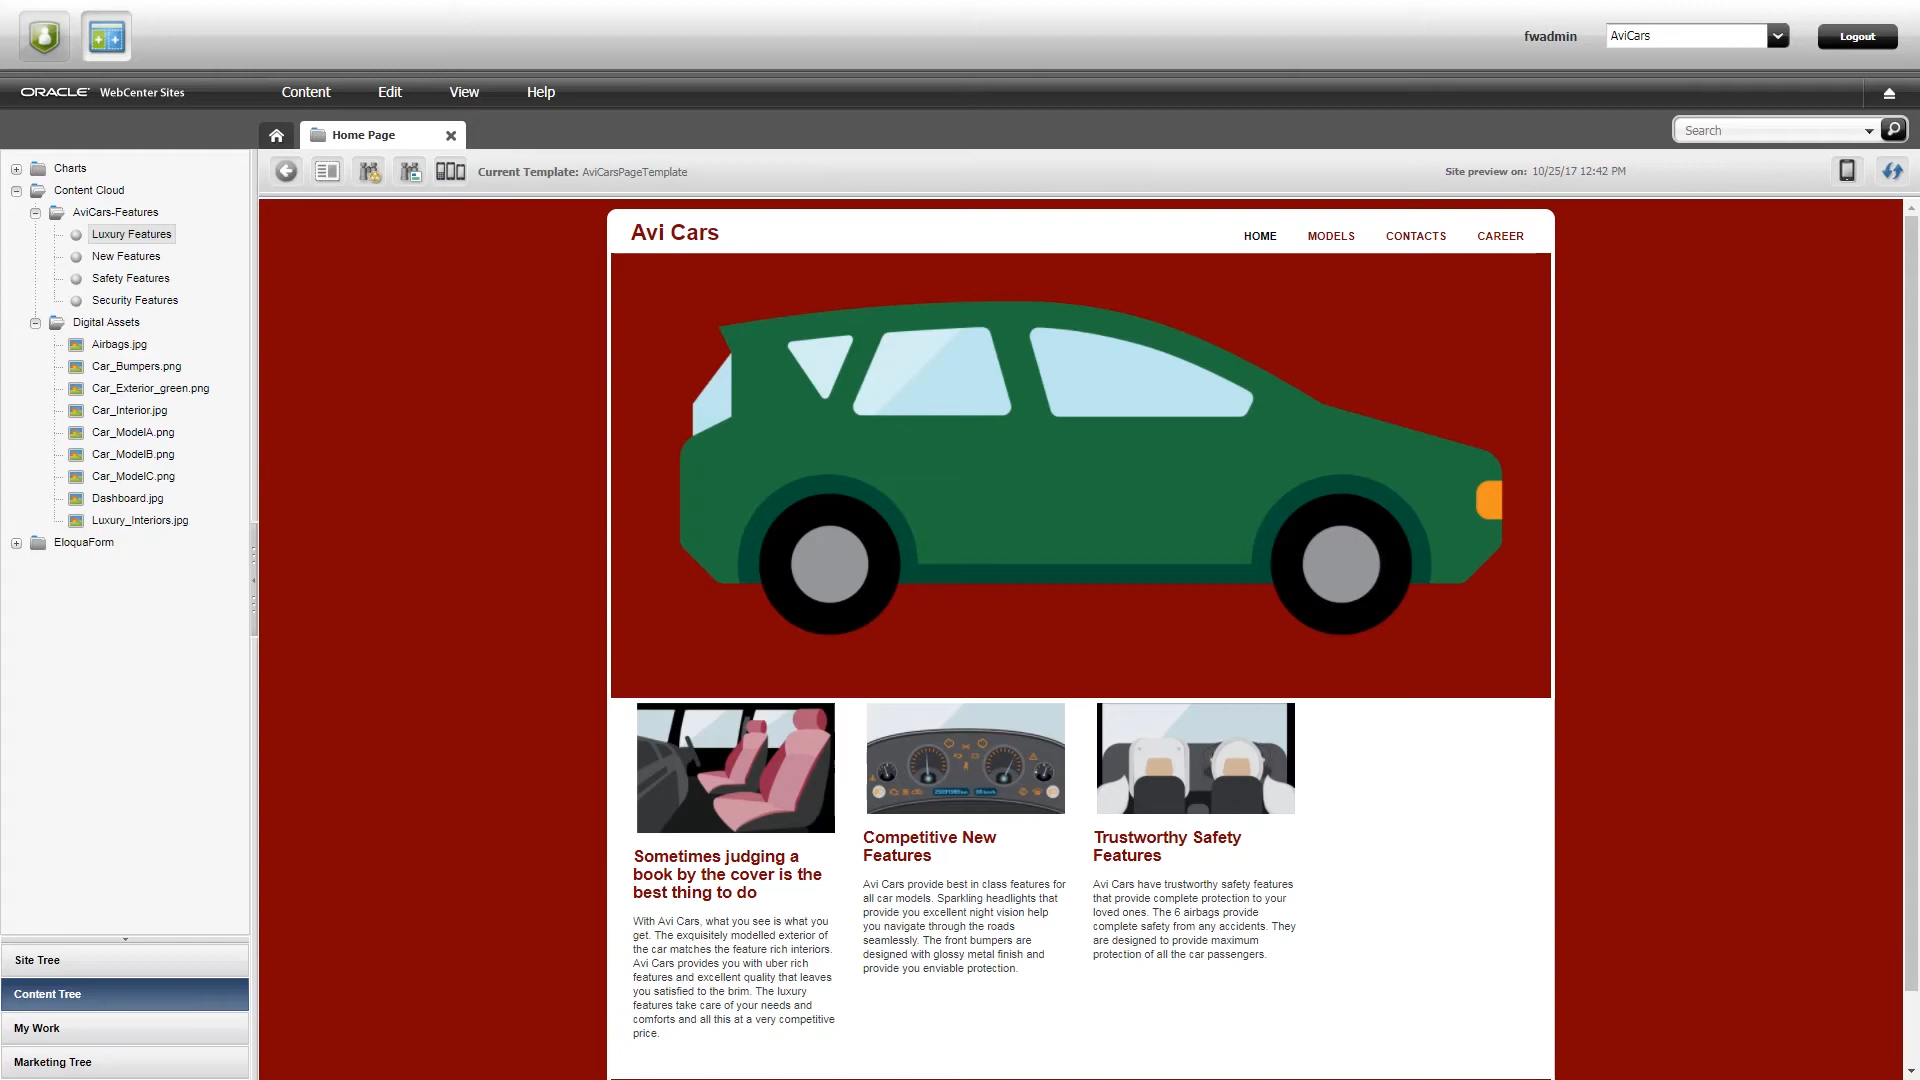 fwadmin
AviCars
Logout
ORACLE WebCenter Sites
Content
Edit
View
Help
Home Page
Search
Current Template: AviCarsPageTemplate
Site preview on: 10/25/17 12:42 PM
Charts
Content Cloud
AviCars-Features
Luxury Features
New Features
Safety Features
Security Features
Digital Assets
Airbags.jpg
Car_Bumpers.png
Car_Exterior_green.png
Car_Interior.jpg
Car_ModelA.png
Car_ModelB.png
Car_ModelC.png
Dashboard.jpg
Luxury_Interiors.jpg
EloquaForm
Site Tree
Content Tree
My Work
Marketing Tree
Avi Cars
HOME
MODELS
CONTACTS
CAREER
Sometimes judging a
book by the cover is the
best thing to do
With Avi Cars, what you see is what you
get. The exquisitely modelled exterior of
the car matches the feature rich interiors.
Avi Cars provides you with uber rich
features and excellent quality that leaves
you satisfied to the brim. The luxury
features take care of your needs and
comforts and all this at a very competitive
price.
Competitive New
Features
Avi Cars provide best in class features for
all car models. Sparkling headlights that
provide you excellent night vision help
you navigate through the roads
seamlessly. The front bumpers are
designed with glossy metal finish and
provide you enviable protection.
Trustworthy Safety
Features
Avi Cars have trustworthy safety features
that provide complete protection to your
loved ones. The 6 airbags provide
complete safety from any accidents. They
are designed to provide maximum
protection of all the car passengers.